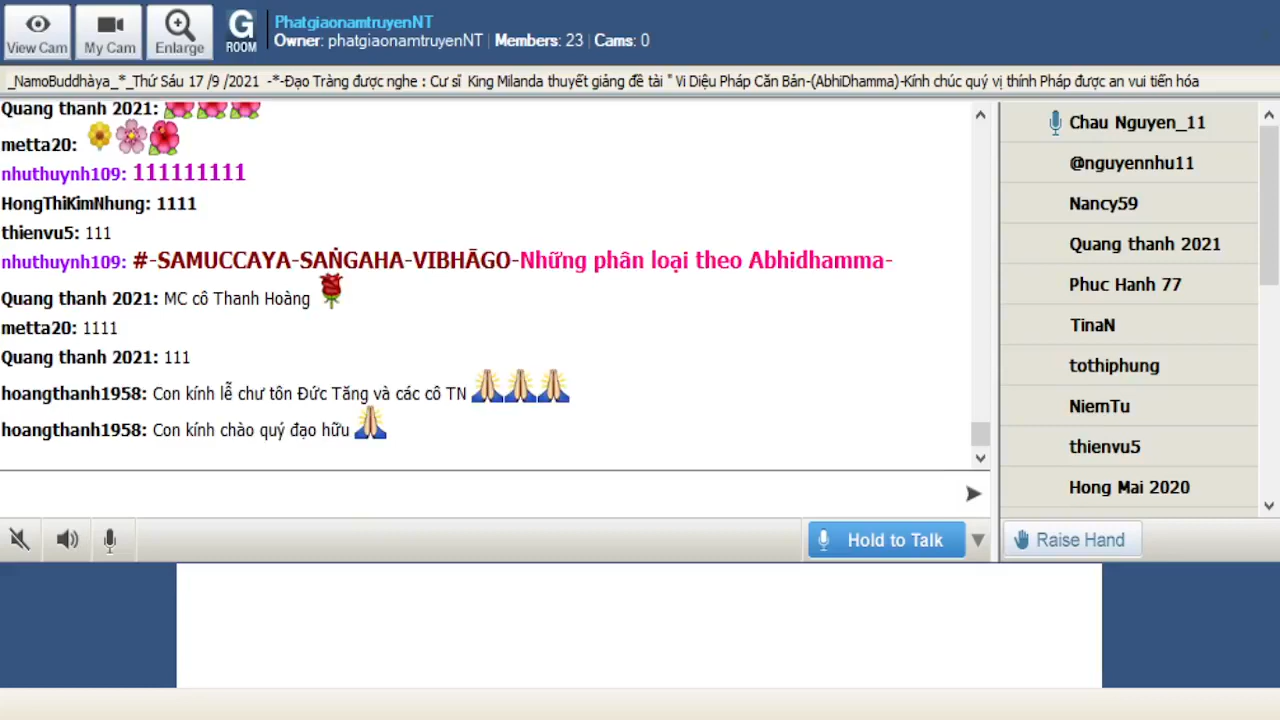 View Cam
My Cam
Enlarge
G
ROOM
PhatgiaonamtruyenNT
Owner: phatgiaonamtruyenNT | Members: 23 | Cams: 0
_NamoBuddhàya_*_Thứ Sáu 17 /9 /2021 -*-Đạo Tràng được nghe : Cư sĩ King Milanda thuyết giảng đề tài " Vi Diệu Pháp Căn Bản-(AbhiDhamma)-Kính chúc quý vị thính Pháp được an vui tiến hóa
Quang thanh 2021:
metta20:
nhuthuynh109: 111111111
HongThiKimNhung: 1111
thienvu5: 111
nhuthuynh109: #-SAMUCCAYA-SAṄGAHA-VIBHĀGO-Những phân loại theo Abhidhamma-
Quang thanh 2021: MC cô Thanh Hoàng
metta20: 1111
Quang thanh 2021: 111
hoangthanh1958: Con kính lễ chư tôn Đức Tăng và các cô TN
hoangthanh1958: Con kính chào quý đạo hữu
Chau Nguyen_11
@nguyennhu11
Nancy59
Quang thanh 2021
Phuc Hanh 77
TinaN
tothiphung
NiemTu
thienvu5
Hong Mai 2020
Hold to Talk
Raise Hand